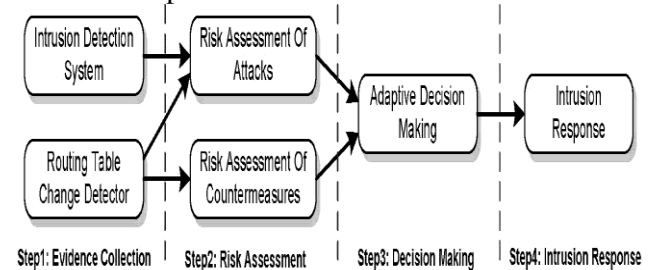 Intrusion Detection
System
Risk Assessment Of
Attacks
Adaptive Decision
Making
Intrusion
Response
Routing Table
Change Detector
Risk Assessment Of
Countermeasures
Step1: Evidence Collection
Step2: Risk Assessment
Step3: Decision Making
Step4: Intrusion Response